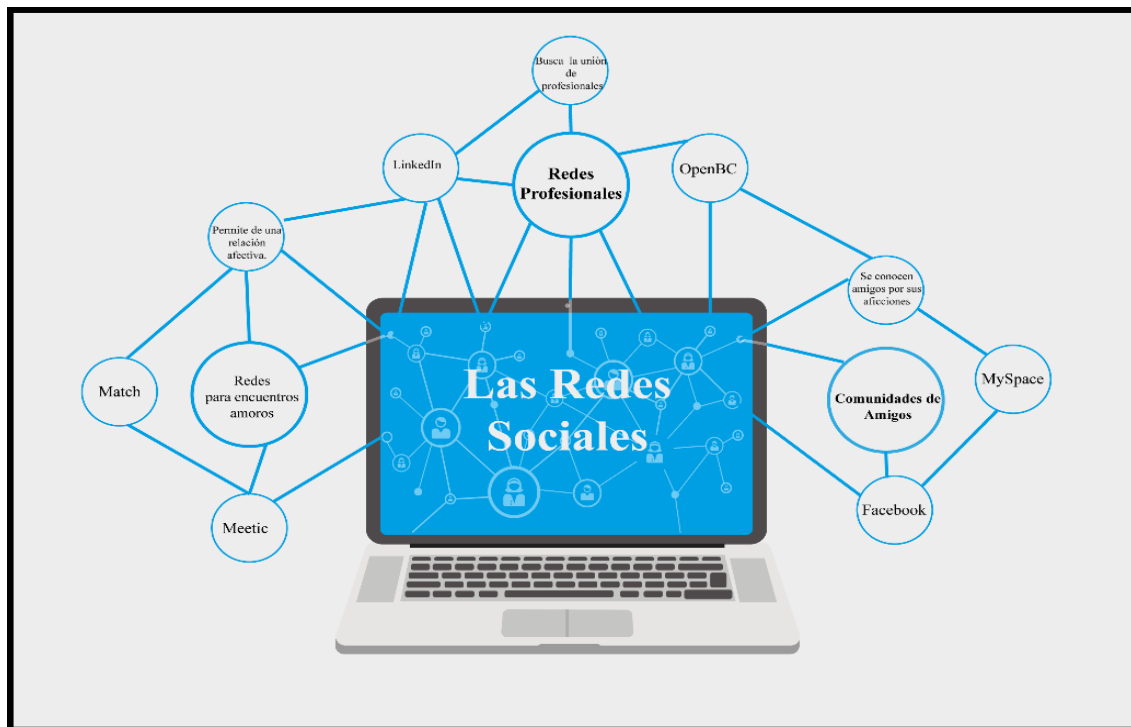 Busca la unión
de
profesionales
LinkedIn
Redes
Profesionales
OpenBC
Permite de una
relación
afectiva.
Se conocen
amigos por sus
aficciones
Match
Redes
para encuentros
amoros
Las Redes
Sociales
Comunidades de
Amigos
MySpace
Meetic
Facebook